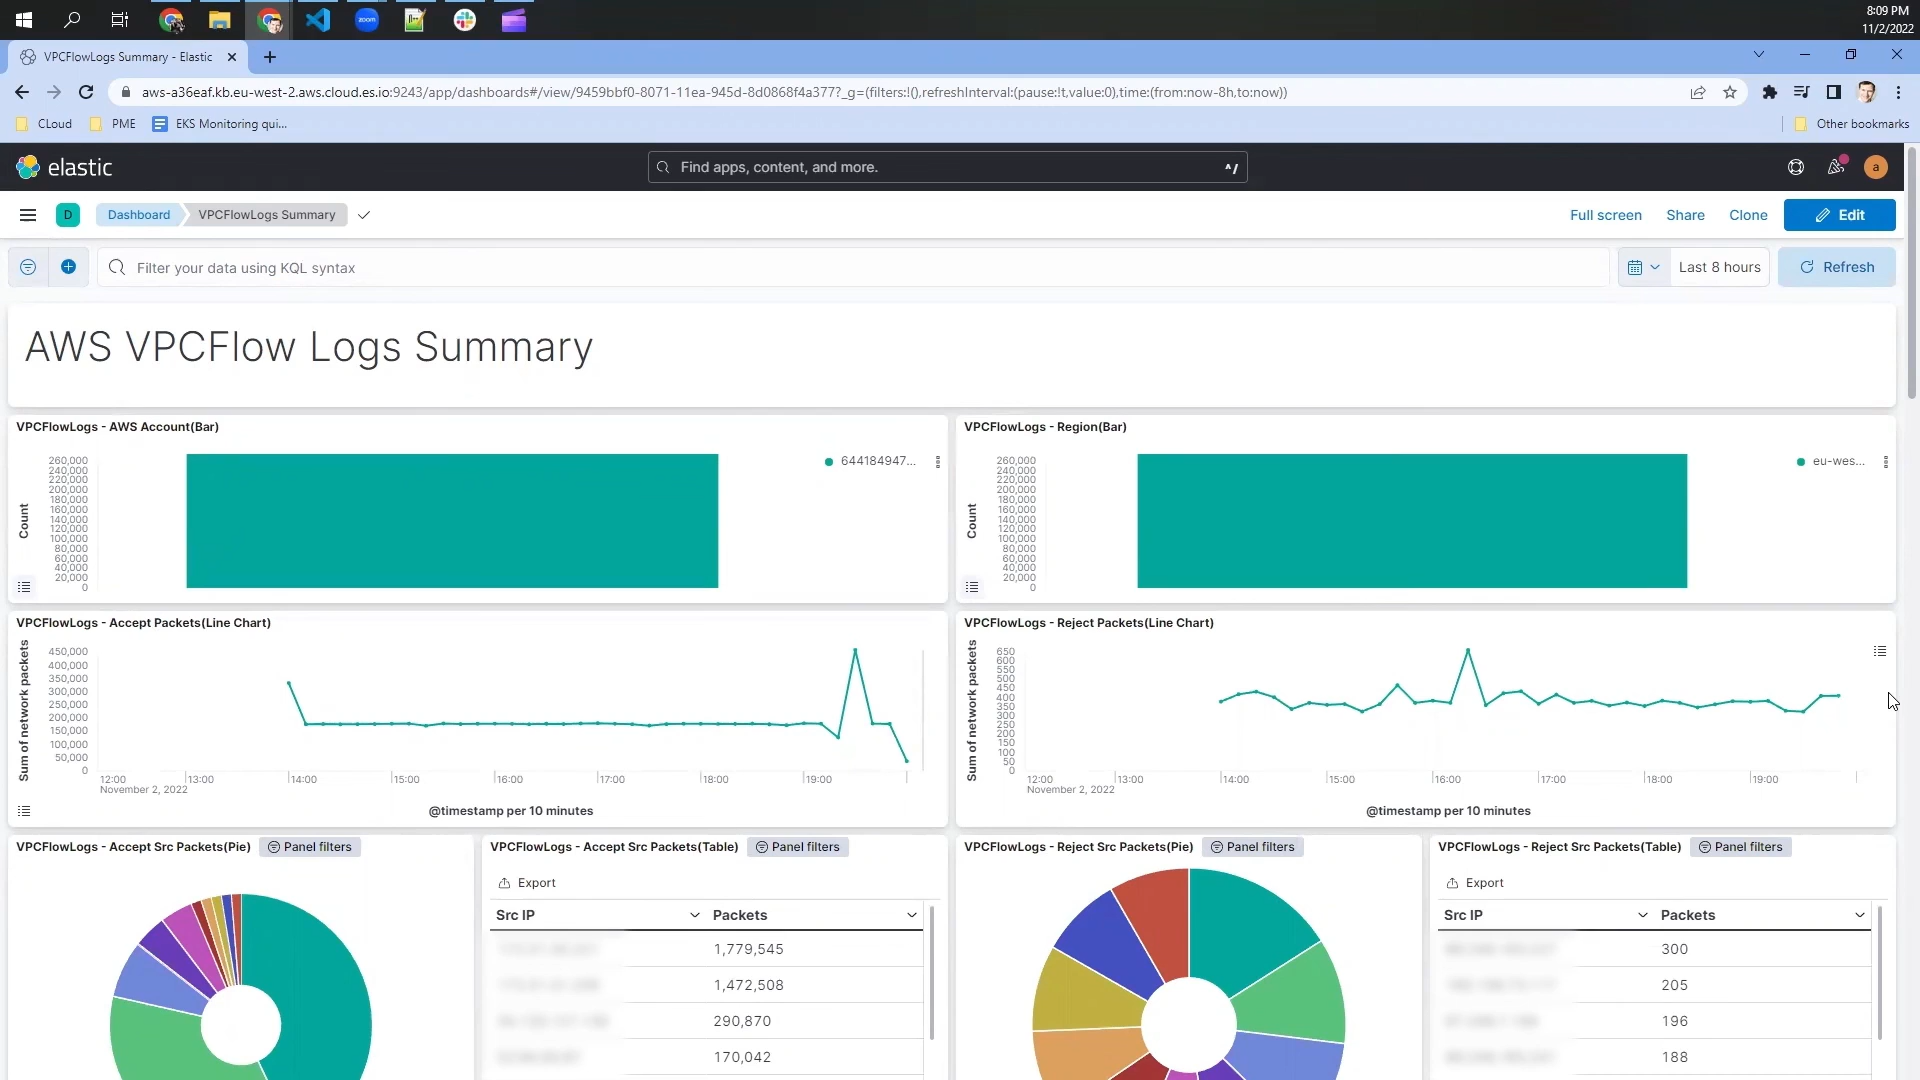 8:09 PM
11/2/2022
zoom
VPCFlowLogs Summary - Elastic
aws-a36eaf.kb.eu-west-2.aws.cloud.es.io:9243/app/dashboards#/view/9459bbf0-8071-11ea-945d-8d0868f4a377?_g=(filters:!(),refreshInterval:(pause:!t,value:0),time:(from:now-8h,to:now))
CLoud PME EKS Monitoring qui... Other bookmarks
elastic Find apps, content, and more. ^/ a
D Dashboard VPCFlowLogs Summary Full screen Share Clone Edit
Filter your data using KQL syntax Last 8 hours Refresh
AWS VPCFlow Logs Summary
VPCFlowLogs - AWS Account(Bar)
260,000
240,000
220,000
200,000
180,000
160,000
140,000
120,000
100,000
80,000
60,000
40,000
20,000
0
Count
644184947...
VPCFlowLogs - Region(Bar)
260,000
240,000
220,000
200,000
180,000
160,000
140,000
120,000
100,000
80,000
60,000
40,000
20,000
0
Count
eu-wes...
VPCFlowLogs - Accept Packets(Line Chart)
Sum of network packets
450,000
400,000
350,000
300,000
250,000
200,000
150,000
100,000
50,000
0
12:00 13:00 14:00 15:00 16:00 17:00 18:00 19:00
November 2, 2022
@timestamp per 10 minutes
VPCFlowLogs - Reject Packets(Line Chart)
Sum of network packets
650
600
550
500
450
400
350
300
250
200
150
100
50
0
12:00 13:00 14:00 15:00 16:00 17:00 18:00 19:00
November 2, 2022
@timestamp per 10 minutes
VPCFlowLogs - Accept Src Packets(Pie) Panel filters
VPCFlowLogs - Accept Src Packets(Table) Panel filters
Export
Src IP Packets
1,779,545
1,472,508
290,870
170,042
VPCFlowLogs - Reject Src Packets(Pie) Panel filters
VPCFlowLogs - Reject Src Packets(Table) Panel filters
Export
Src IP Packets
300
205
196
188